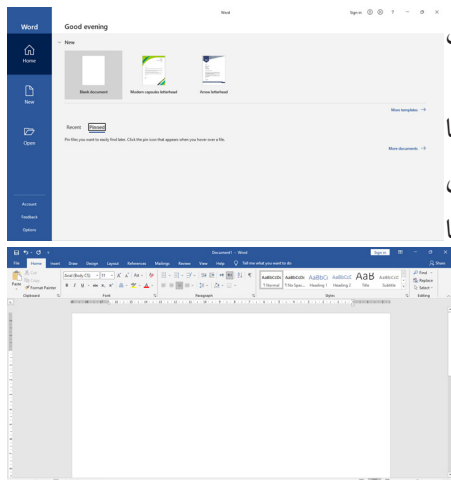 Word
Sign in
Word
Good evening
New
Home
New
Open
Blank document
Modern capsules letterhead
Arrow letterhead
More templates
Recent
Pinned
Pin files you want to easily find later. Click the pin icon that appears when you hover over a file.
More documents
Account
Feedback
Options
Document1 - Word
Sign in
File Home Insert Draw Design Layout References Mailings Review View Help Tell me what you want to do
Share
Paste
Cut
Copy
Format Painter
Arial (Body CS) 11
Clipboard
Font
Paragraph
AaBbCcDc AaBbCcDc AaBbCc AaBbCcC AaB AaBbCcC
¶ Normal ¶ No Spac... Heading 1 Heading 2 Title Subtitle
Styles
Find
Replace
Select
Editing